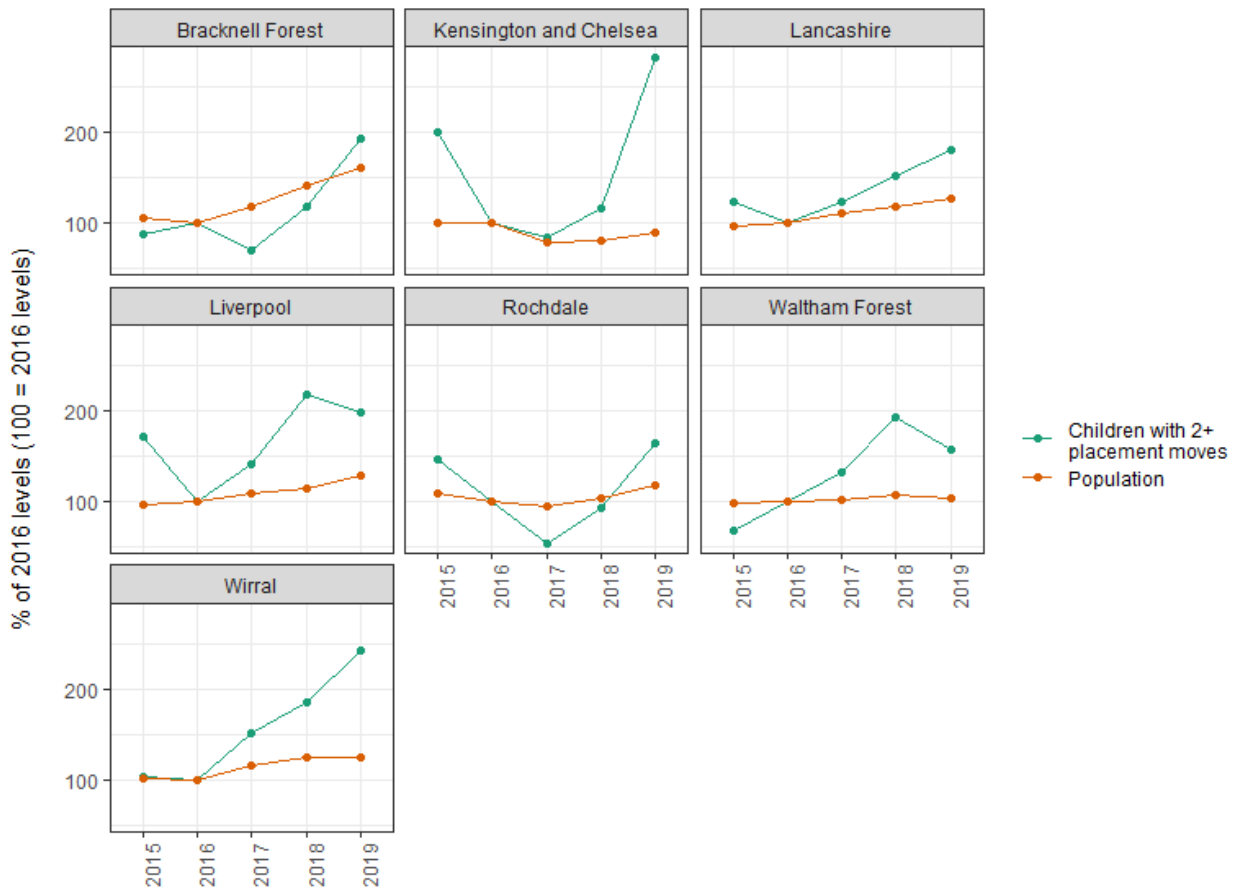 Bracknell Forest
Kensington and Chelsea
Lancashire
200
100
Liverpool
Rochdale
Waltham Forest
200
100
2015
2016
2017
2018
2019
2015
2016
2017
2018
2019
Wirral
200
100
2015
2016
2017
2018
2019
% of 2016 levels (100 = 2016 levels)
Children with 2+
placement moves
Population